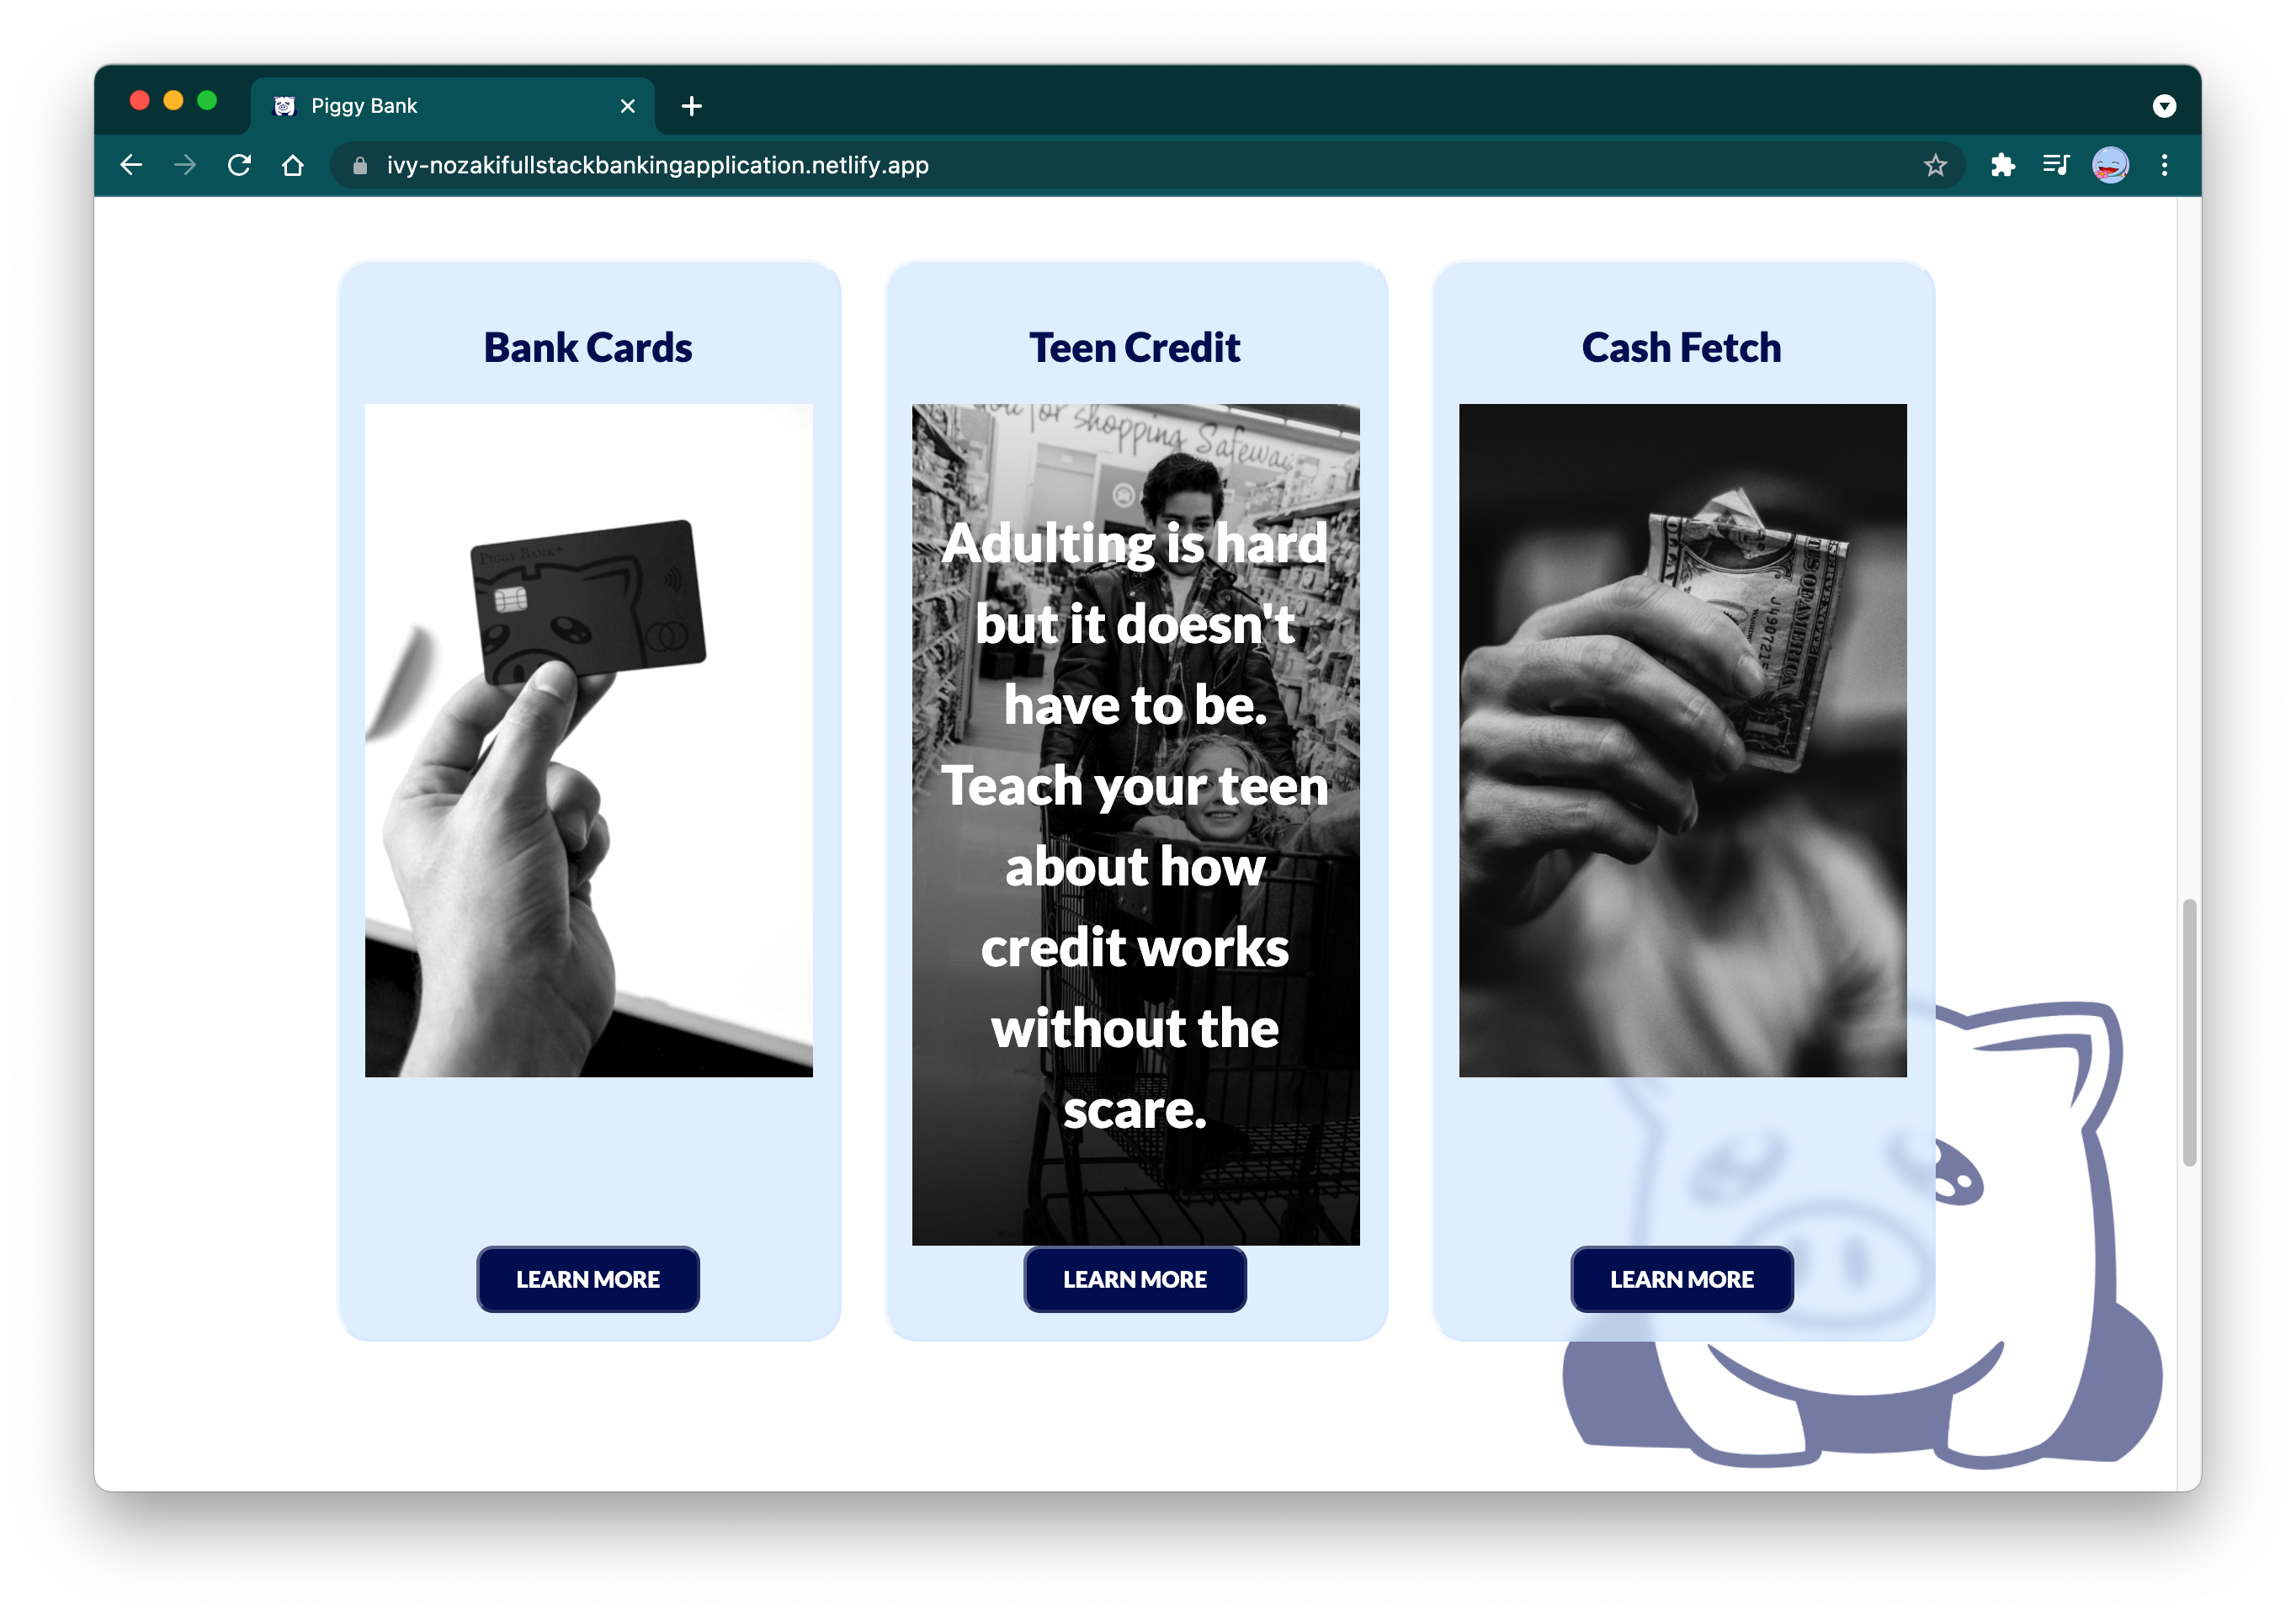 Piggy Bank
ivy-nozakifullstackbankingapplication.netlify.app
Bank Cards
PIGGY BANK+
LEARN MORE
Teen Credit
for shopping Safeway
Adulting is hard
but it doesn't
have to be.
Teach your teen
about how
credit works
without the
scare.
LEARN MORE
Cash Fetch
LEARN MORE